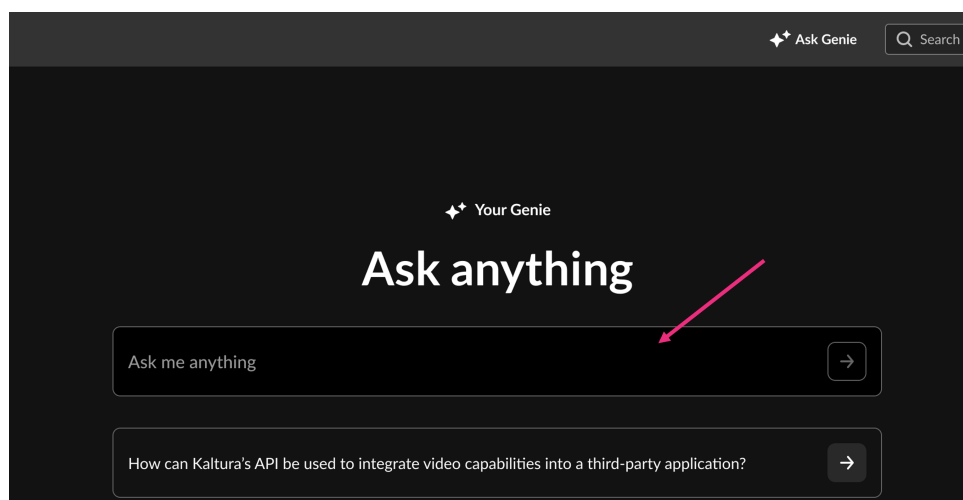 Ask Genie
Search
Your Genie
Ask anything
Ask me anything
How can Kaltura’s API be used to integrate video capabilities into a third-party application?